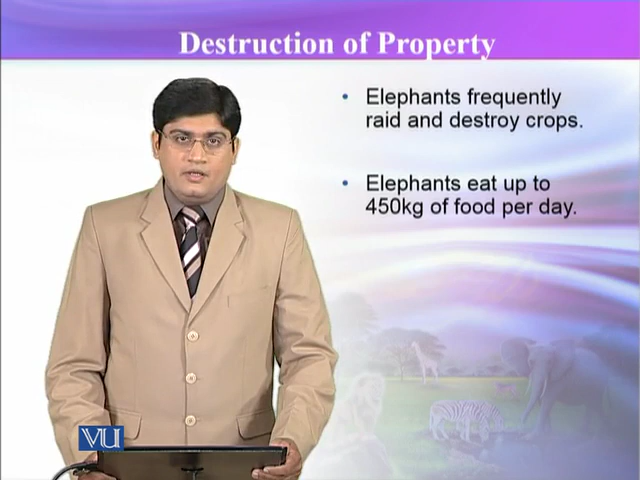 Destruction of Property
• Elephants frequently
raid and destroy crops.
• Elephants eat up to
450kg of food per day.
VU